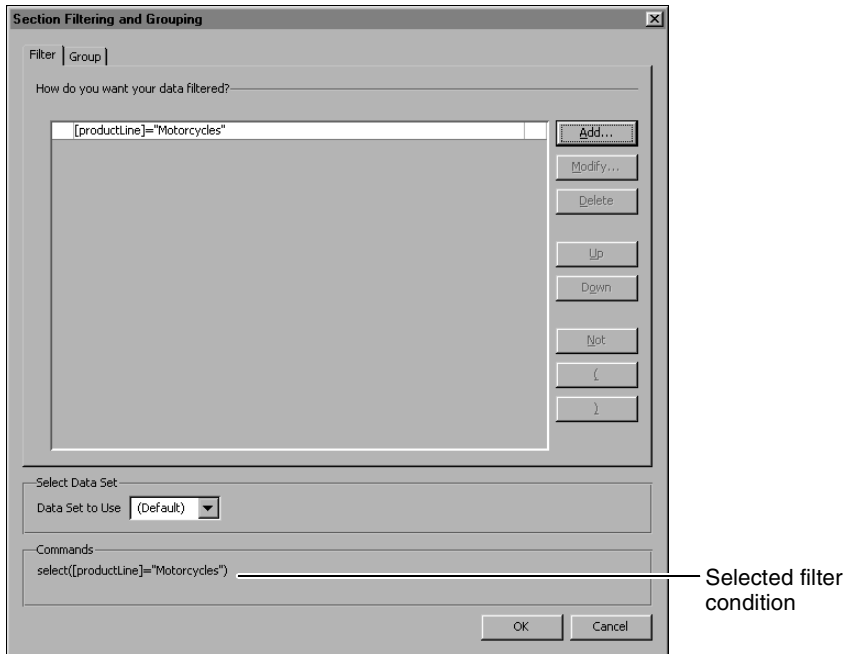 Section Filtering and Grouping
Filter
Group
How do you want your data filtered?
[productLine]="Motorcycles"
Add...
Modify...
Delete
Up
Down
Not
(
)
Select Data Set
Data Set to Use (Default)
Commands
select([productLine]="Motorcycles")
Selected filter
condition
OK
Cancel